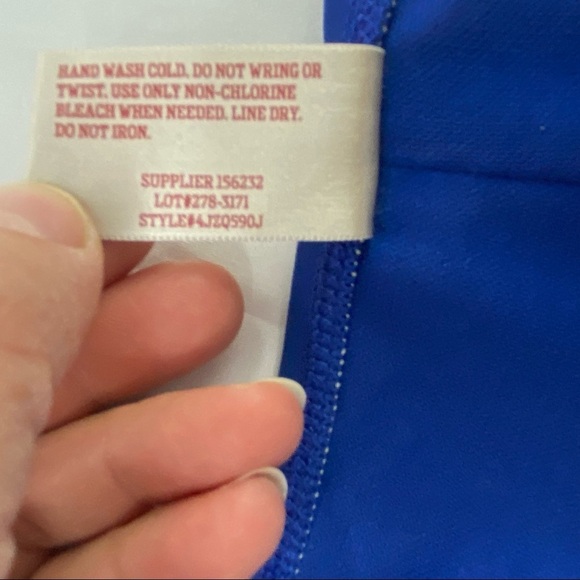 HAND WASH COLD. DO NOT WRING OR
TWIST. USE ONLY NON-CHLORINE
BLEACH WHEN NEEDED. LINE DRY.
DO NOT IRON.
SUPPLIER 156232
LOT#278-3171
STYLE#4JZQ590J